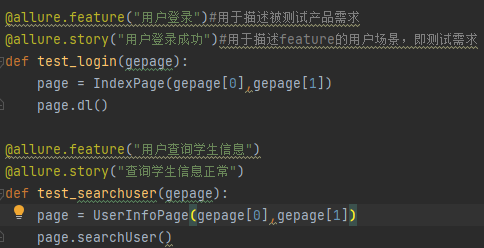 @allure.feature("用户登录")#用于描述被测试产品需求
@allure.story("用户登录成功")#用于描述feature的用户场景，即测试需求
def test_login(gepage):
    page = IndexPage(gepage[0],gepage[1])
    page.dl()
@allure.feature("用户查询学生信息")
@allure.story("查询学生信息正常")
def test_searchuser(gepage):
    page = UserInfoPage(gepage[0],gepage[1])
    page.searchUser()